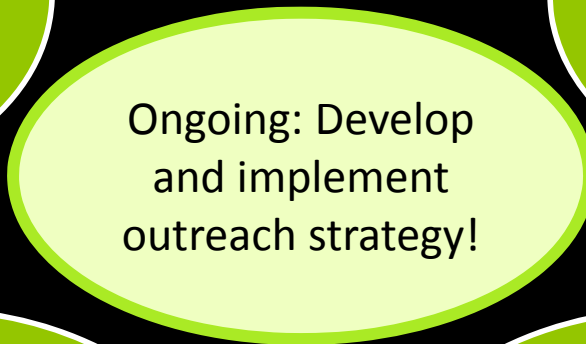 Ongoing: Develop
and implement
outreach strategy!